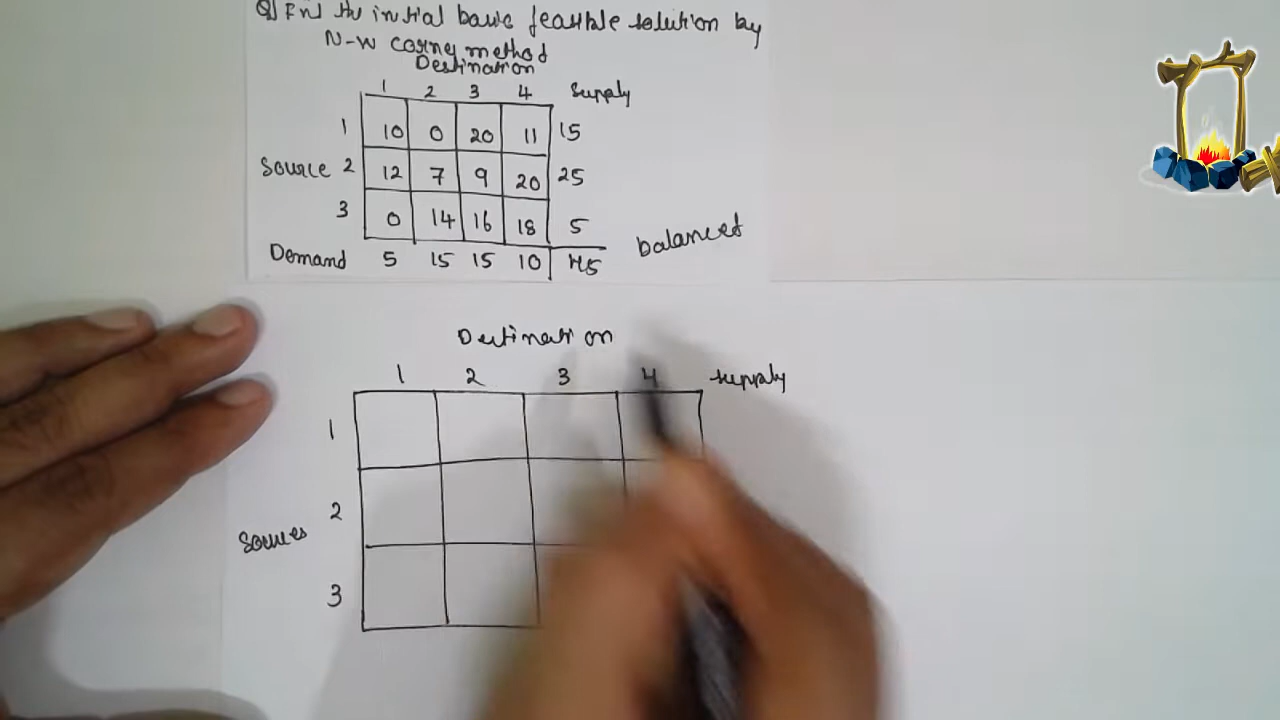 Q) Find the initial basic feasible solution by
N-W corner method
Destination
1 2 3 4 Supply
1 10 0 20 11 15
Source 2 12 7 9 20 25
3 0 14 16 18 5
Demand 5 15 15 10 45
balanced
Destination
1 2 3 4 Supply
1
2
Sources
3